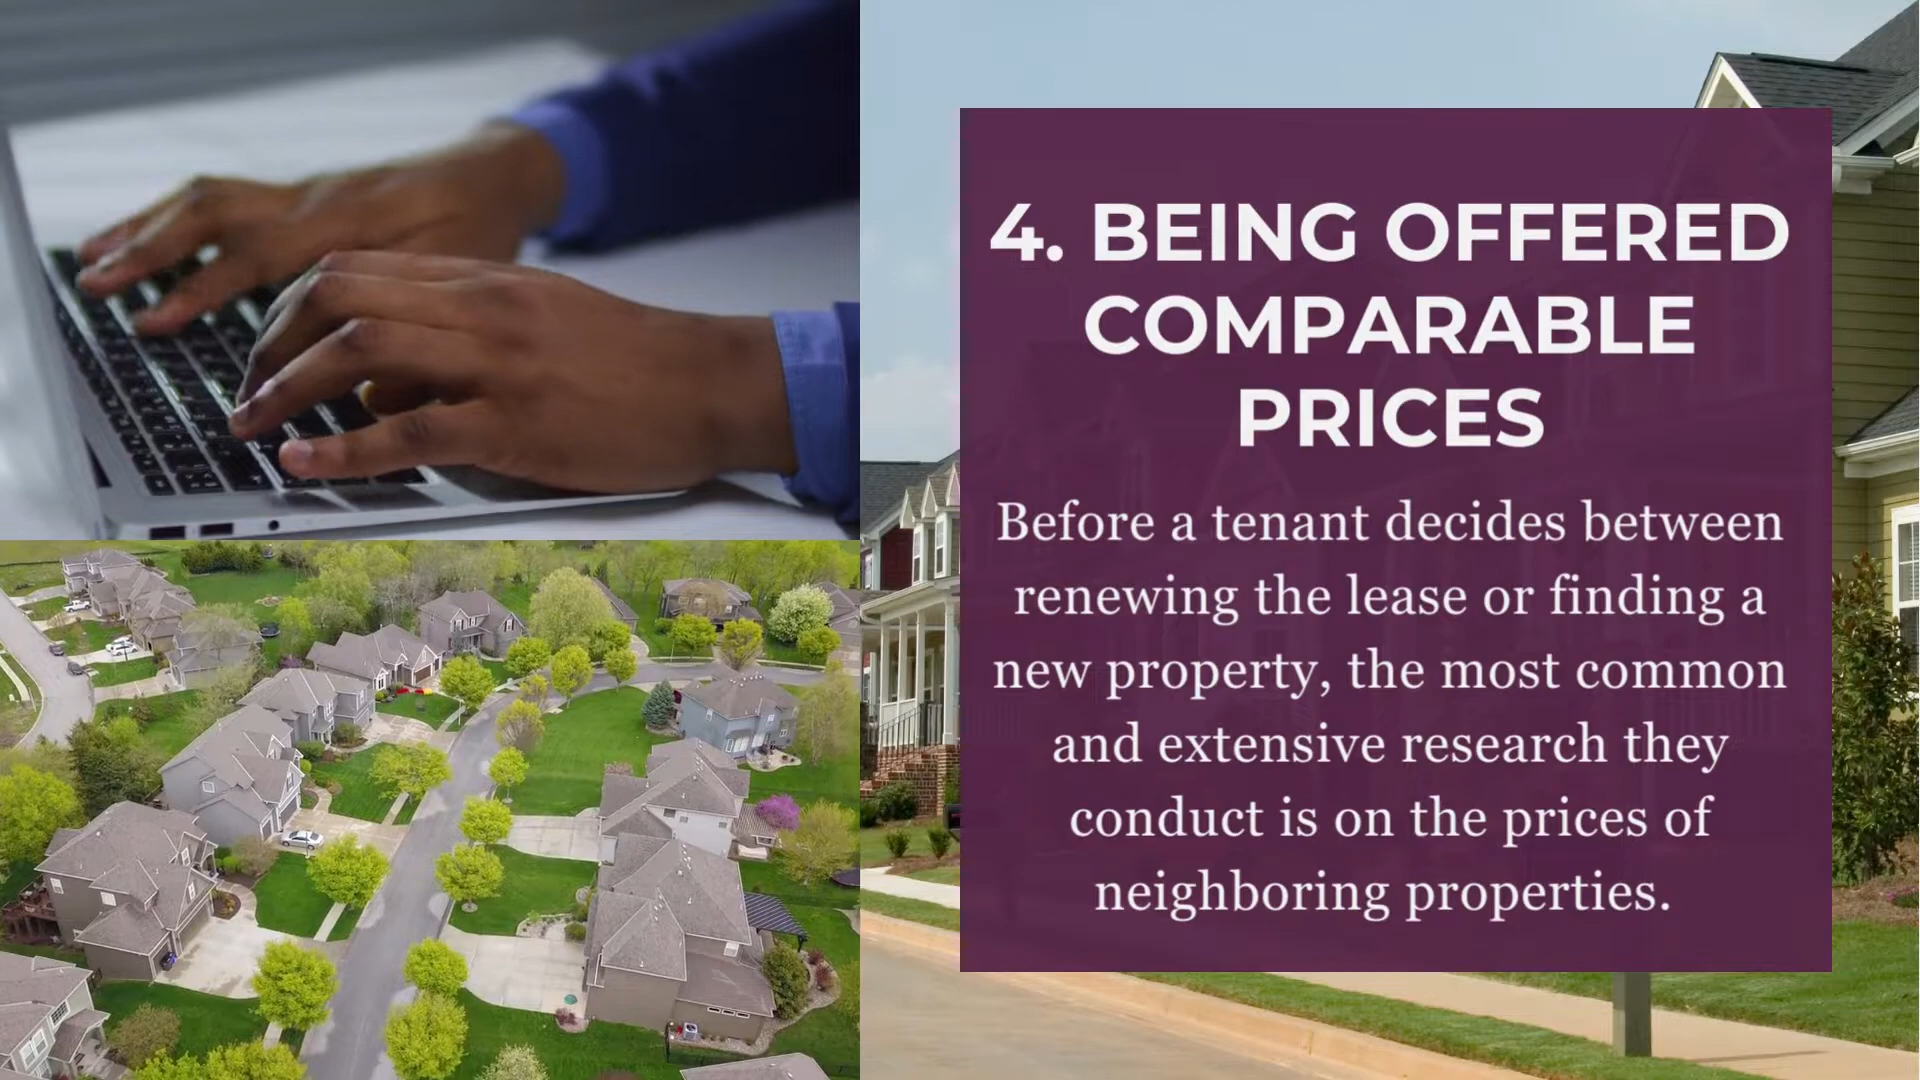 4. BEING OFFERED
COMPARABLE
PRICES
Before a tenant decides between
renewing the lease or finding a
new property, the most common
and extensive research they
conduct is on the prices of
neighboring properties.